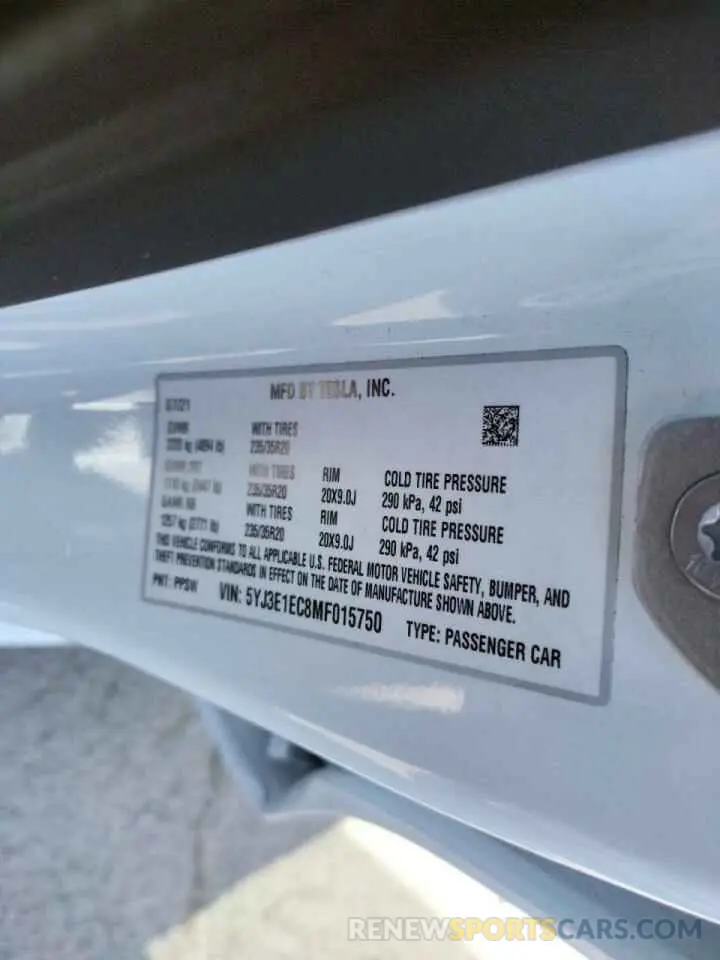 MFD BY TESLA, INC.
GVWR WITH TIRES
235/35R20
WITH TIRES RIM COLD TIRE PRESSURE
235/35R20 20X9.0J 290 kPa, 42 psi
WITH TIRES RIM COLD TIRE PRESSURE
235/35R20 20X9.0J 290 kPa, 42 psi
THIS VEHICLE CONFORMS TO ALL APPLICABLE U.S. FEDERAL MOTOR VEHICLE SAFETY, BUMPER, AND
THEFT PREVENTION STANDARDS IN EFFECT ON THE DATE OF MANUFACTURE SHOWN ABOVE.
PNT: PPSW VIN: 5YJ3E1EC8MF015750 TYPE: PASSENGER CAR
RENEWSPORTSCARS.COM